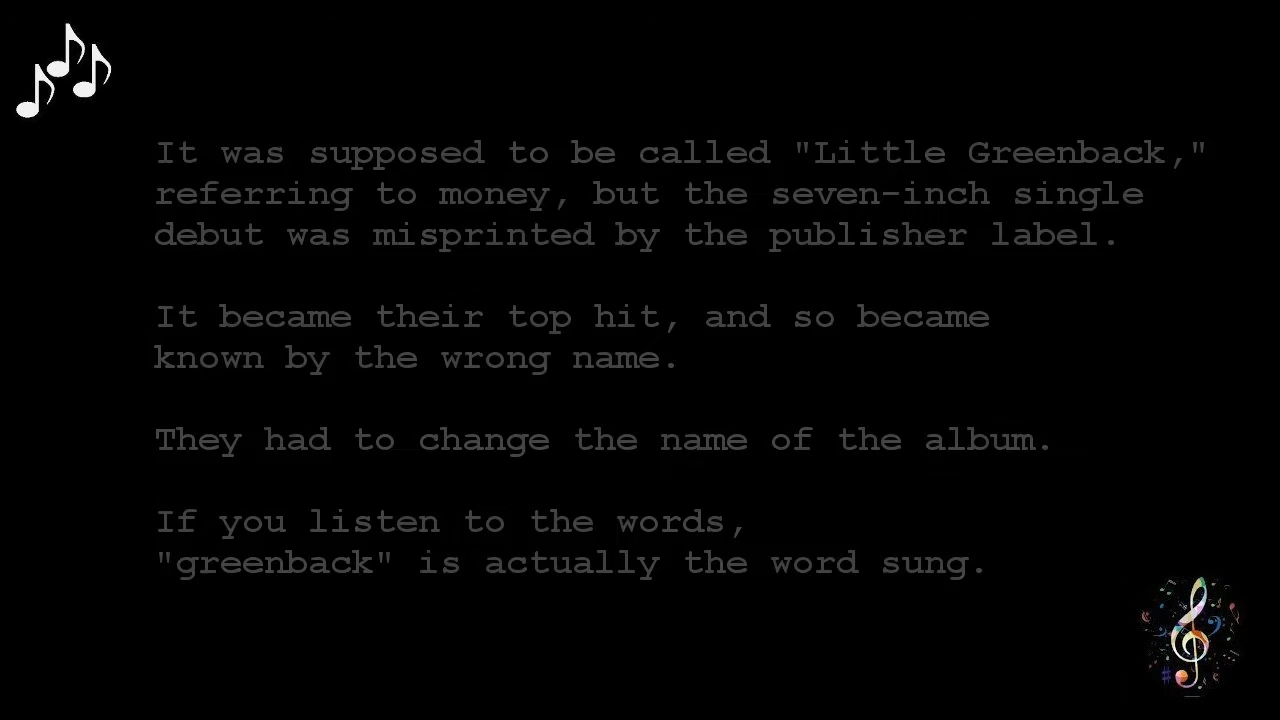 It was supposed to be called "Little Greenback,"
referring to money, but the seven-inch single
debut was misprinted by the publisher label.
It became their top hit, and so became
known by the wrong name.
They had to change the name of the album.
If you listen to the words,
"greenback" is actually the word sung.